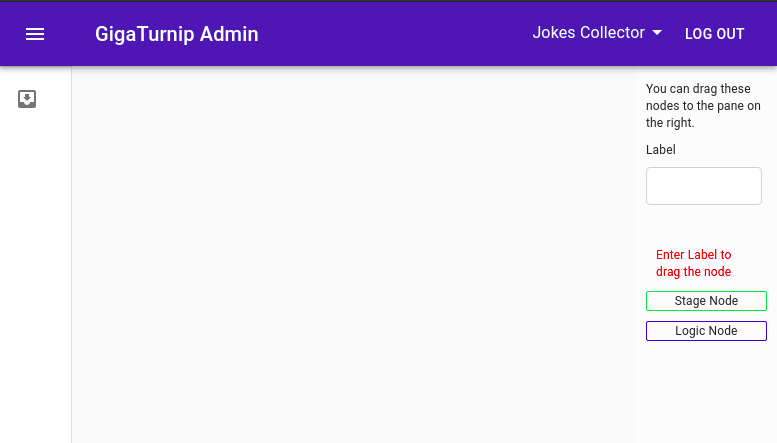 GigaTurnip Admin
Jokes Collector
LOG OUT
You can drag these
nodes to the pane on
the right.
Label
Enter Label to
drag the node
Stage Node
Logic Node